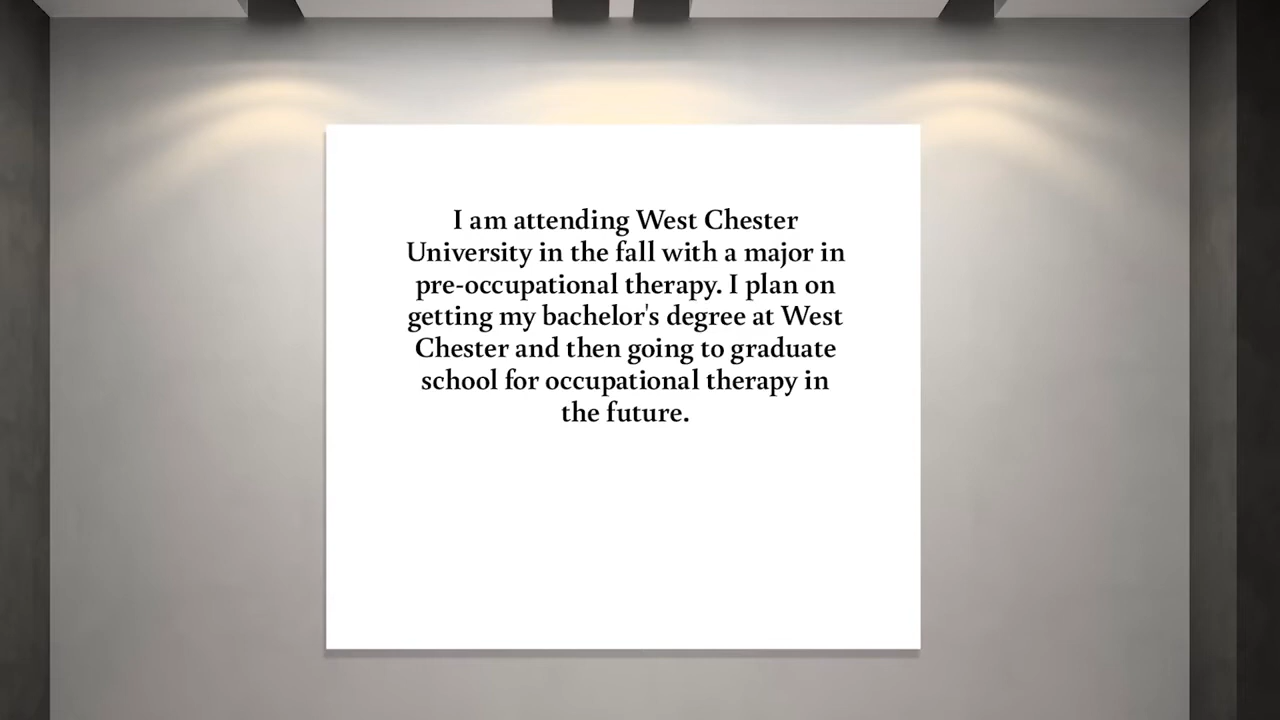 I am attending West Chester
University in the fall with a major in
pre-occupational therapy. I plan on
getting my bachelor's degree at West
Chester and then going to graduate
school for occupational therapy in
the future.